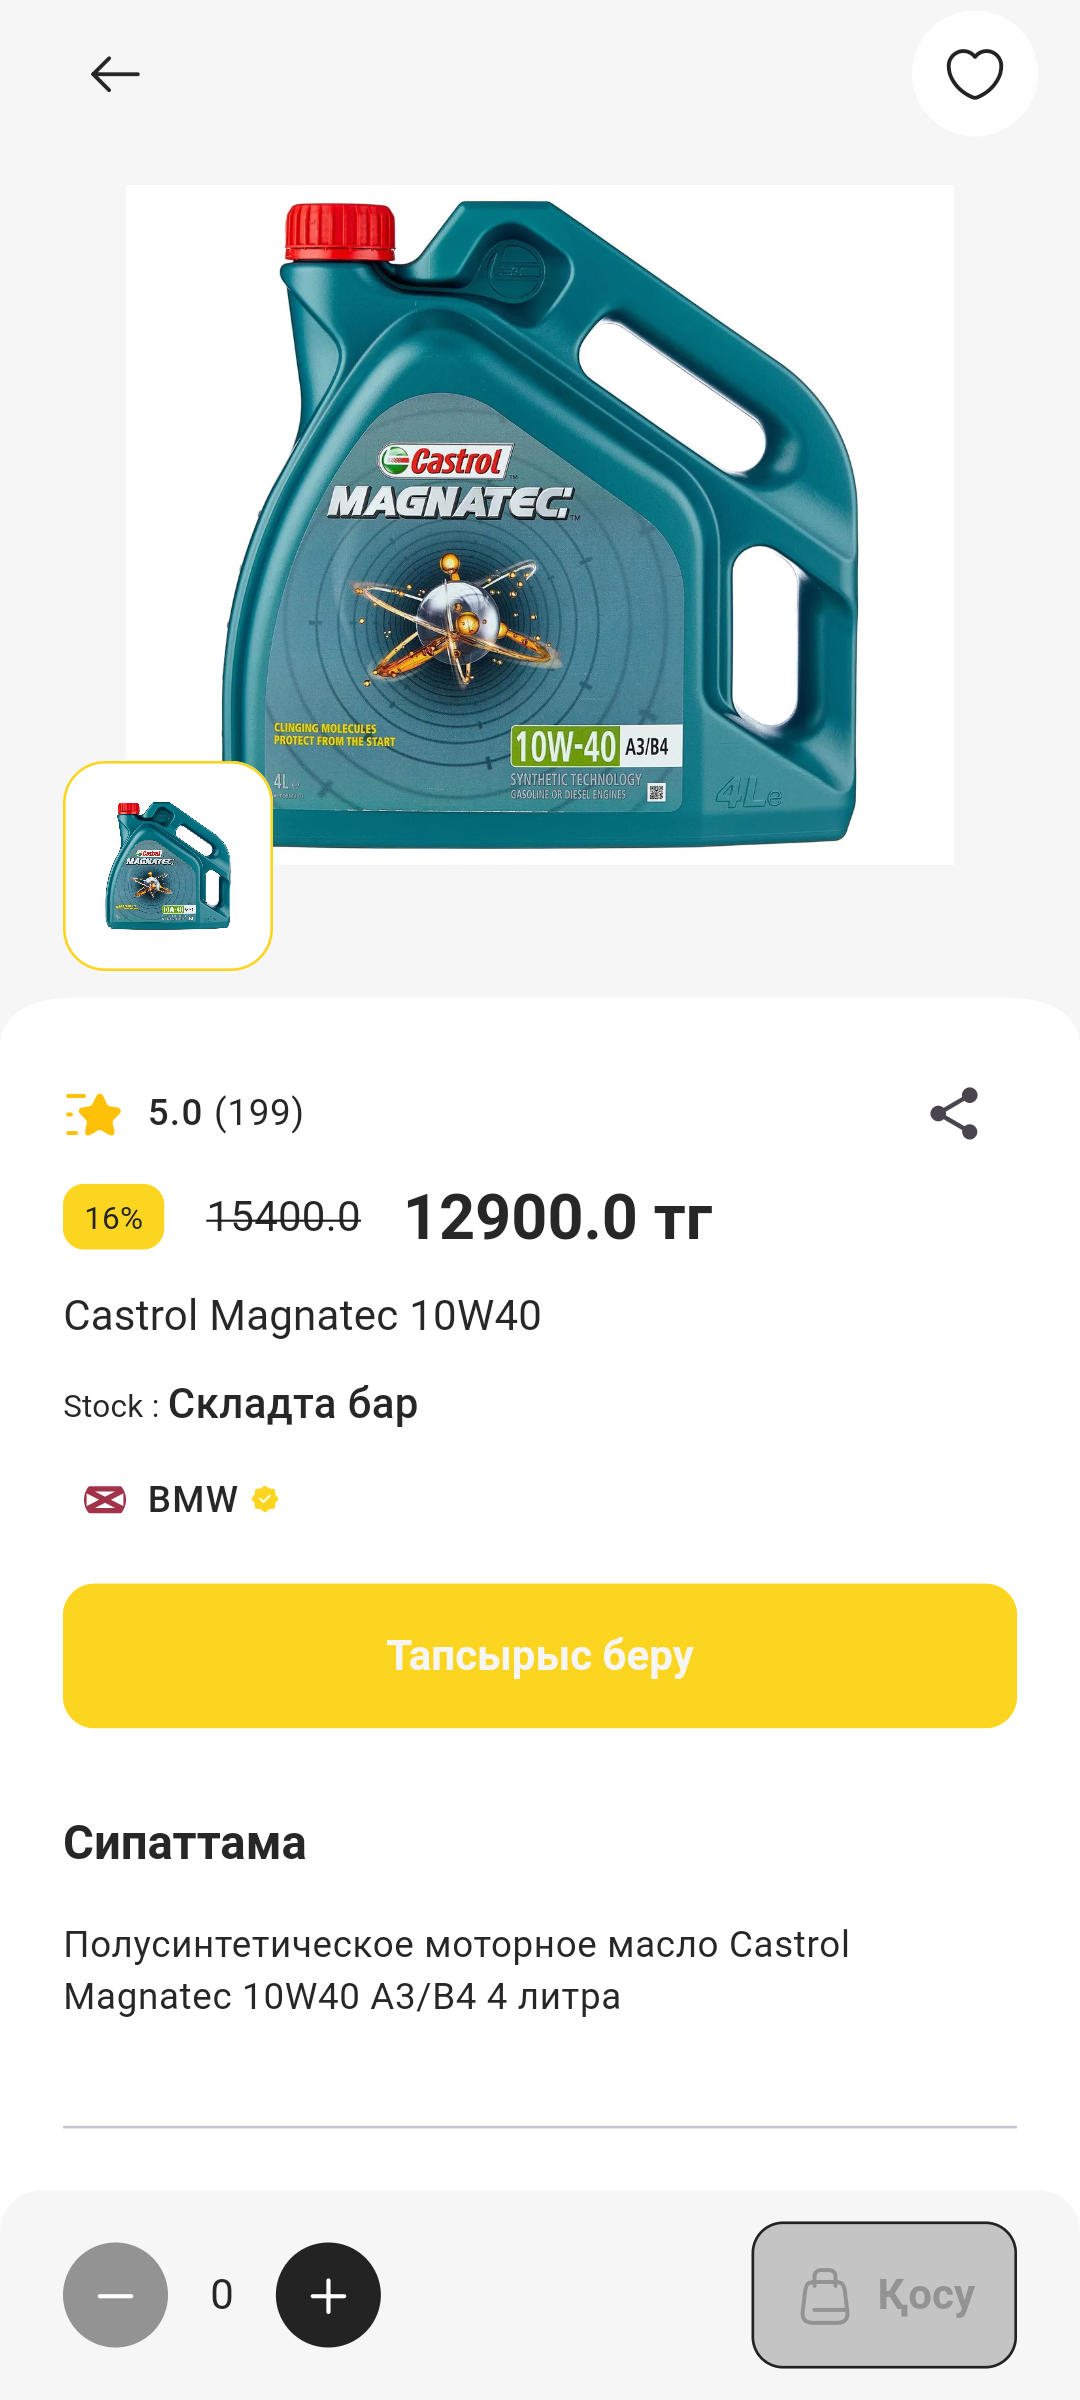 Castrol
MAGNATEC
CLINGING MOLECULES
PROTECT FROM THE START
10W-40 A3/B4
4L
SYNTHETIC TECHNOLOGY
GASOLINE OR DIESEL ENGINES
4Le
5.0 (199)
16% 15400.0 12900.0 тг
Castrol Magnatec 10W40
Stock : Складта бар
BMW
Тапсырыс беру
Сипаттама
Полусинтетическое моторное масло Castrol
Magnatec 10W40 A3/B4 4 литра
0
Қосу